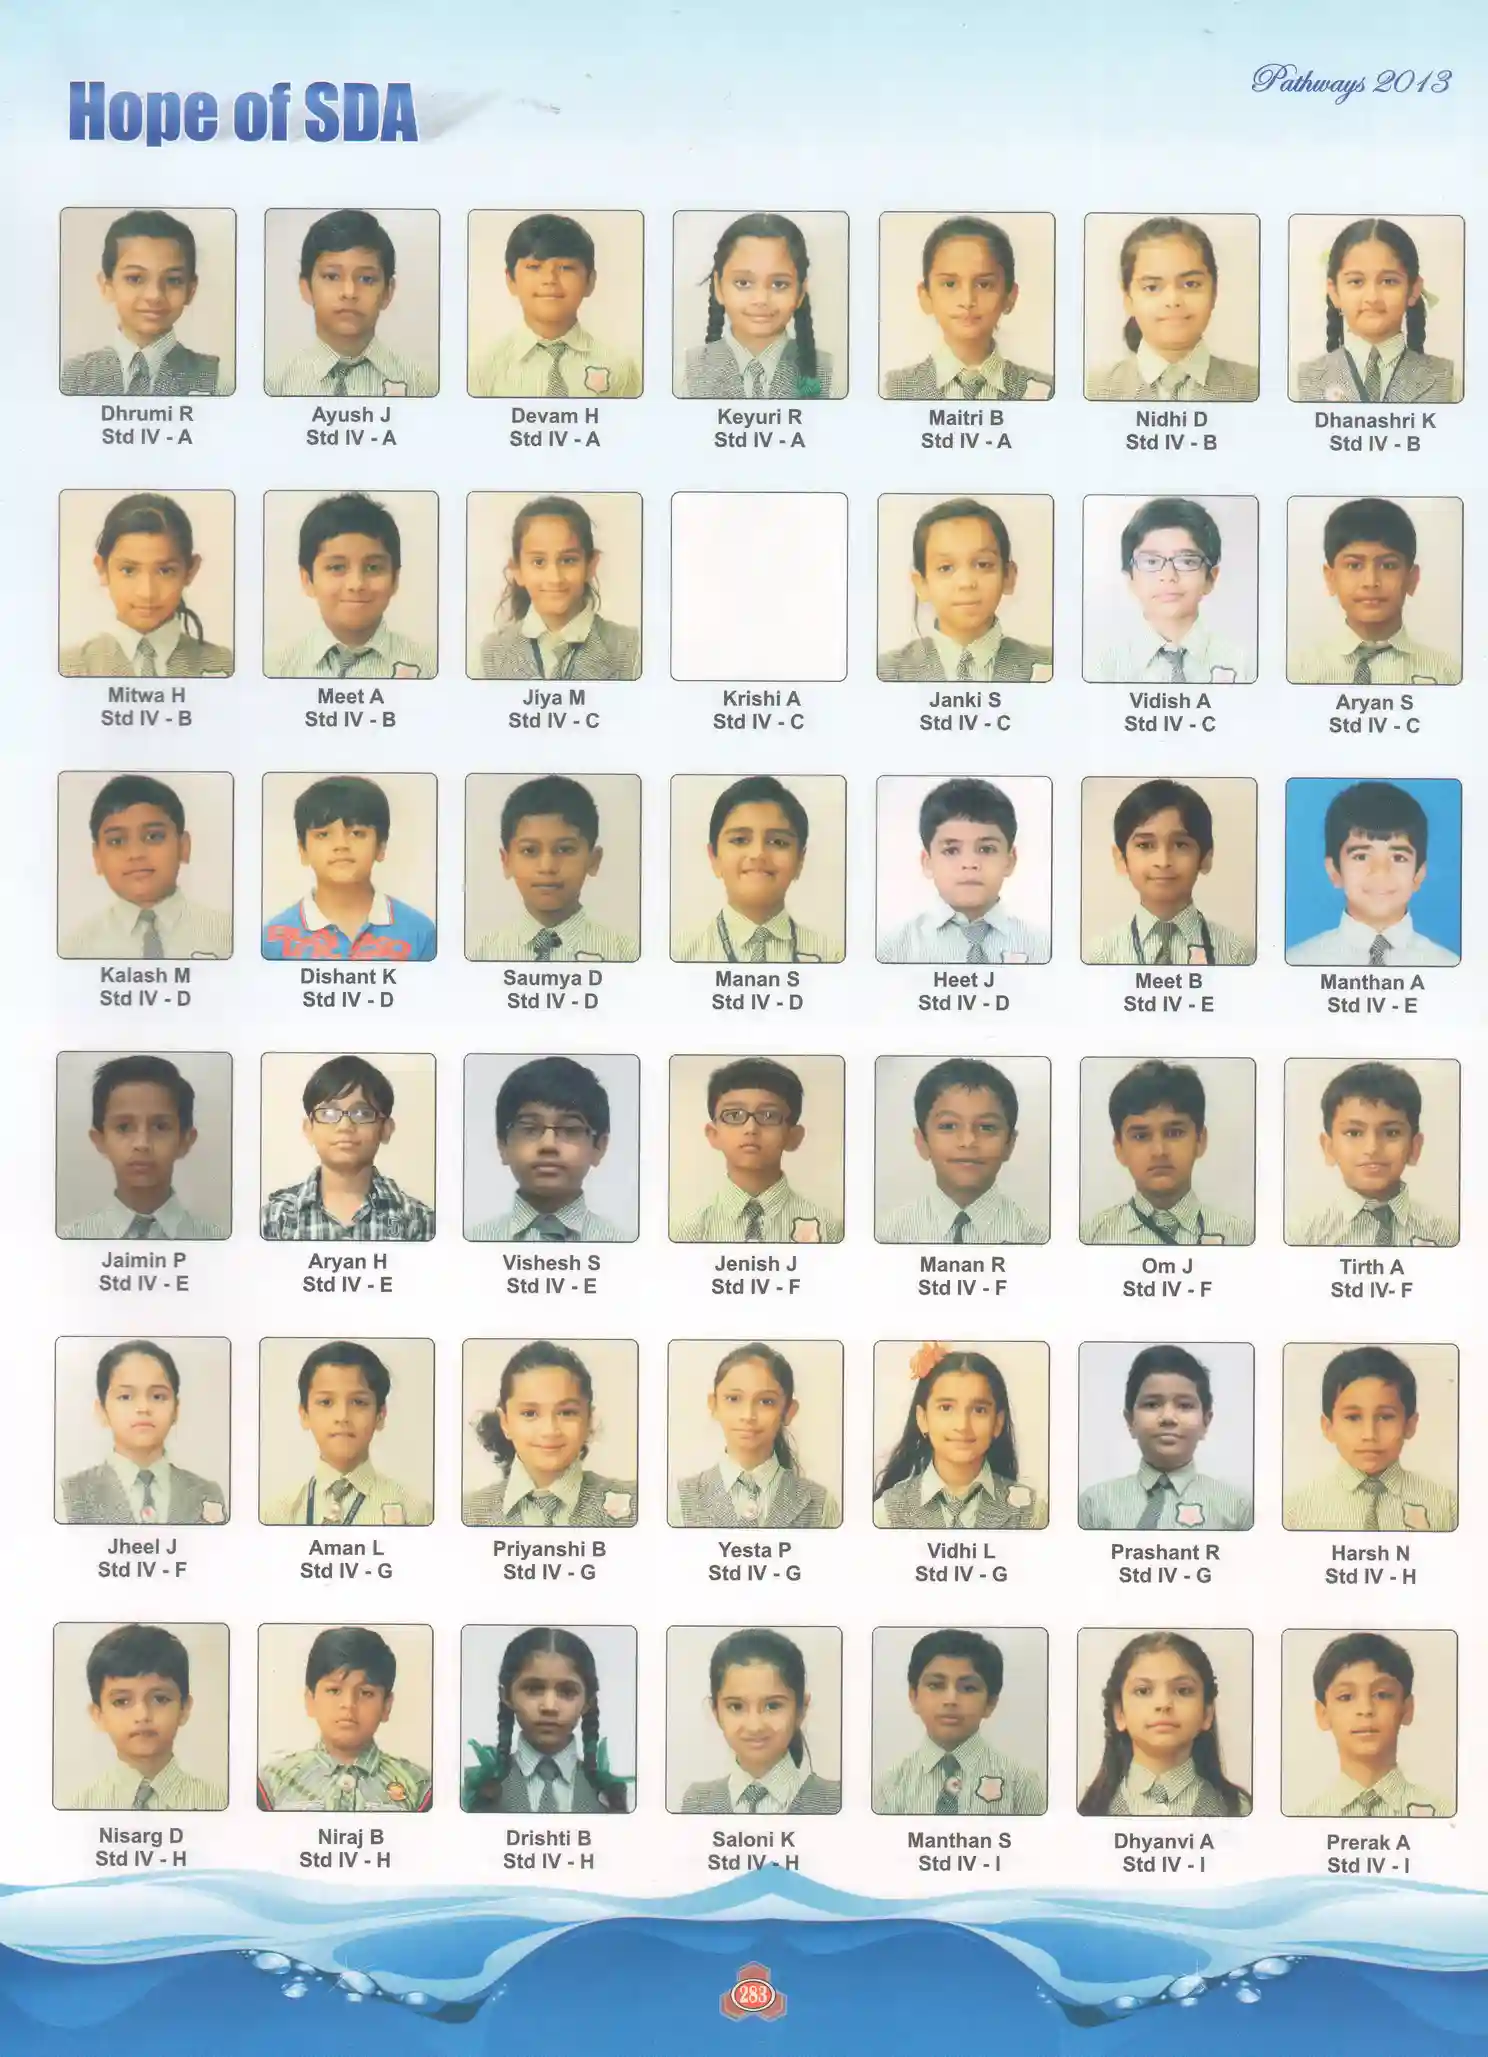 Hope of SDA
Pathways 2013
Dhrumi R
Std IV - A
Ayush J
Std IV - A
Devam H
Std IV - A
Keyuri R
Std IV - A
Maitri B
Std IV - A
Nidhi D
Std IV - B
Dhanashri K
Std IV - B
Mitwa H
Std IV - B
Meet A
Std IV - B
Jiya M
Std IV - C
Krishi A
Std IV - C
Janki S
Std IV - C
Vidish A
Std IV - C
Aryan S
Std IV - C
Kalash M
Std IV - D
Dishant K
Std IV - D
Saumya D
Std IV - D
Manan S
Std IV - D
Heet J
Std IV - D
Meet B
Std IV - E
Manthan A
Std IV - E
Jaimin P
Std IV - E
Aryan H
Std IV - E
Vishesh S
Std IV - E
Jenish J
Std IV - F
Manan R
Std IV - F
Om J
Std IV - F
Tirth A
Std IV- F
Jheel J
Std IV - F
Aman L
Std IV - G
Priyanshi B
Std IV - G
Yesta P
Std IV - G
Vidhi L
Std IV - G
Prashant R
Std IV - G
Harsh N
Std IV - H
Nisarg D
Std IV - H
Niraj B
Std IV - H
Drishti B
Std IV - H
Saloni K
Std IV - H
Manthan S
Std IV - I
Dhyanvi A
Std IV - I
Prerak A
Std IV - I
283